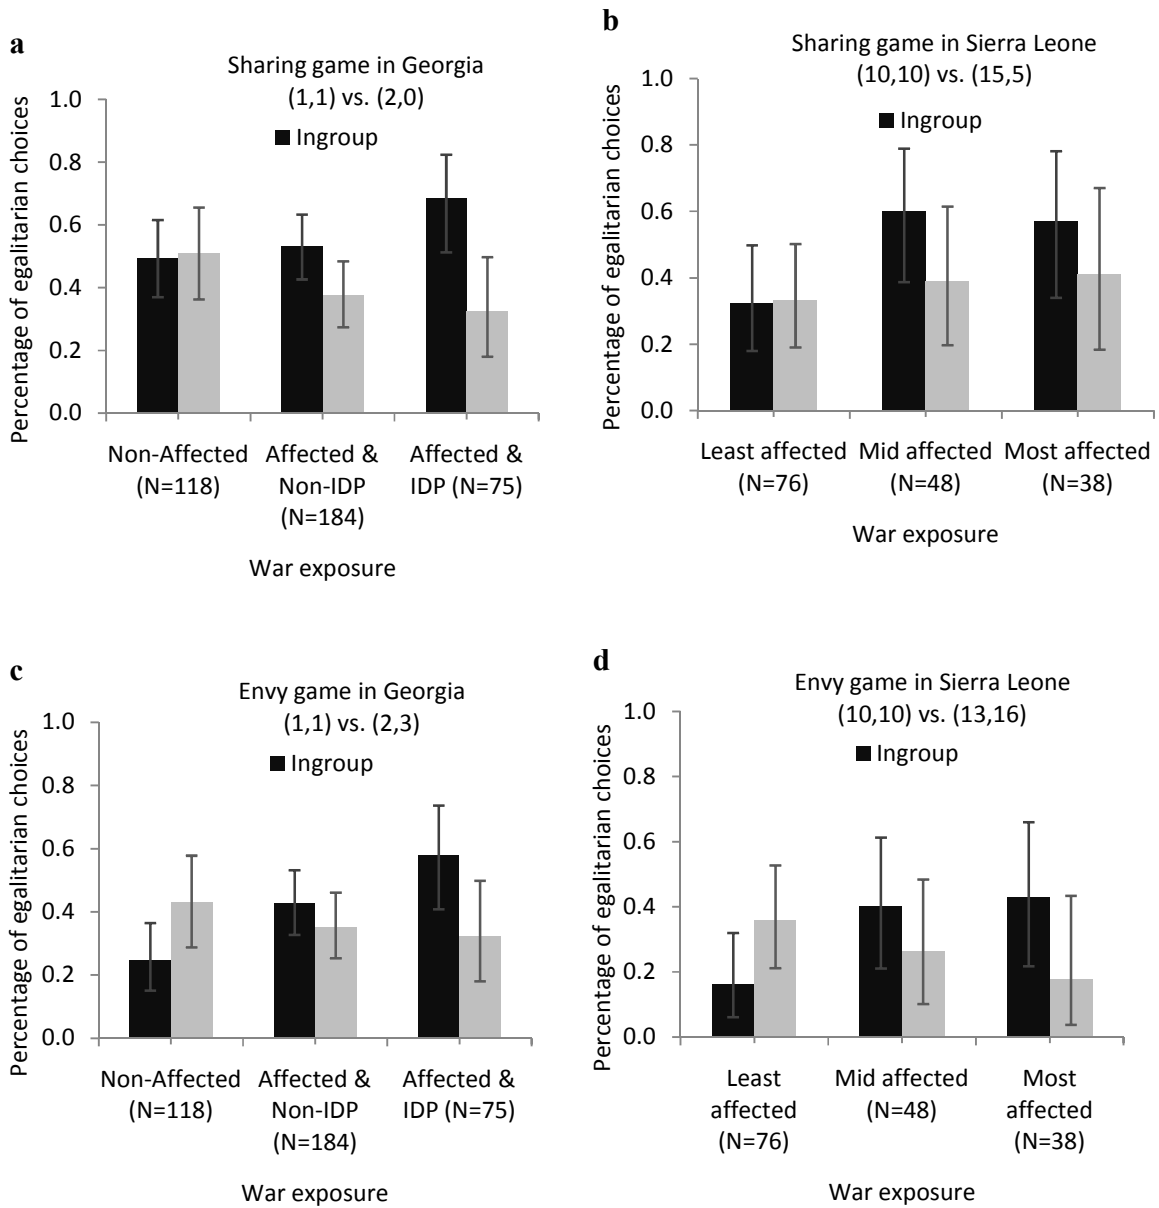 a
Sharing game in Georgia
(1,1) vs. (2,0)
Ingroup
Percentage of egalitarian choices
1.0
0.8
0.6
0.4
0.2
0.0
Non-Affected
(N=118)
Affected &
Non-IDP
(N=184)
Affected &
IDP (N=75)
War exposure
b
Sharing game in Sierra Leone
(10,10) vs. (15,5)
Ingroup
Percentage of egalitarian choices
1.0
0.8
0.6
0.4
0.2
0.0
Least affected
(N=76)
Mid affected
(N=48)
Most affected
(N=38)
War exposure
c
Envy game in Georgia
(1,1) vs. (2,3)
Ingroup
Percentage of egalitarian choices
1.0
0.8
0.6
0.4
0.2
0.0
Non-Affected
(N=118)
Affected &
Non-IDP
(N=184)
Affected &
IDP (N=75)
War exposure
d
Envy game in Sierra Leone
(10,10) vs. (13,16)
Ingroup
Percentage of egalitarian choices
1.0
0.8
0.6
0.4
0.2
0.0
Least
affected
(N=76)
Mid affected
(N=48)
Most
affected
(N=38)
War exposure